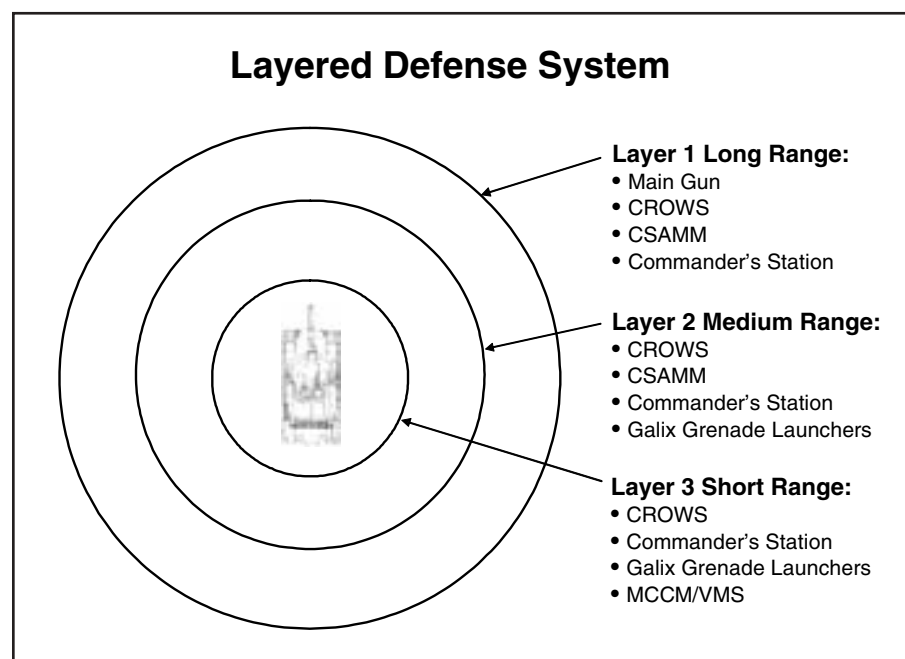 Layered Defense System
Layer 1 Long Range:
• Main Gun
• CROWS
• CSAMM
• Commander's Station
Layer 2 Medium Range:
• CROWS
• CSAMM
• Commander's Station
• Galix Grenade Launchers
Layer 3 Short Range:
• CROWS
• Commander's Station
• Galix Grenade Launchers
• MCCM/VMS